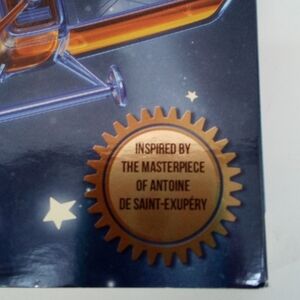 INSPIRED BY
THE MASTERPIECE
OF ANTOINE
DE SAINT-EXUPÉRY